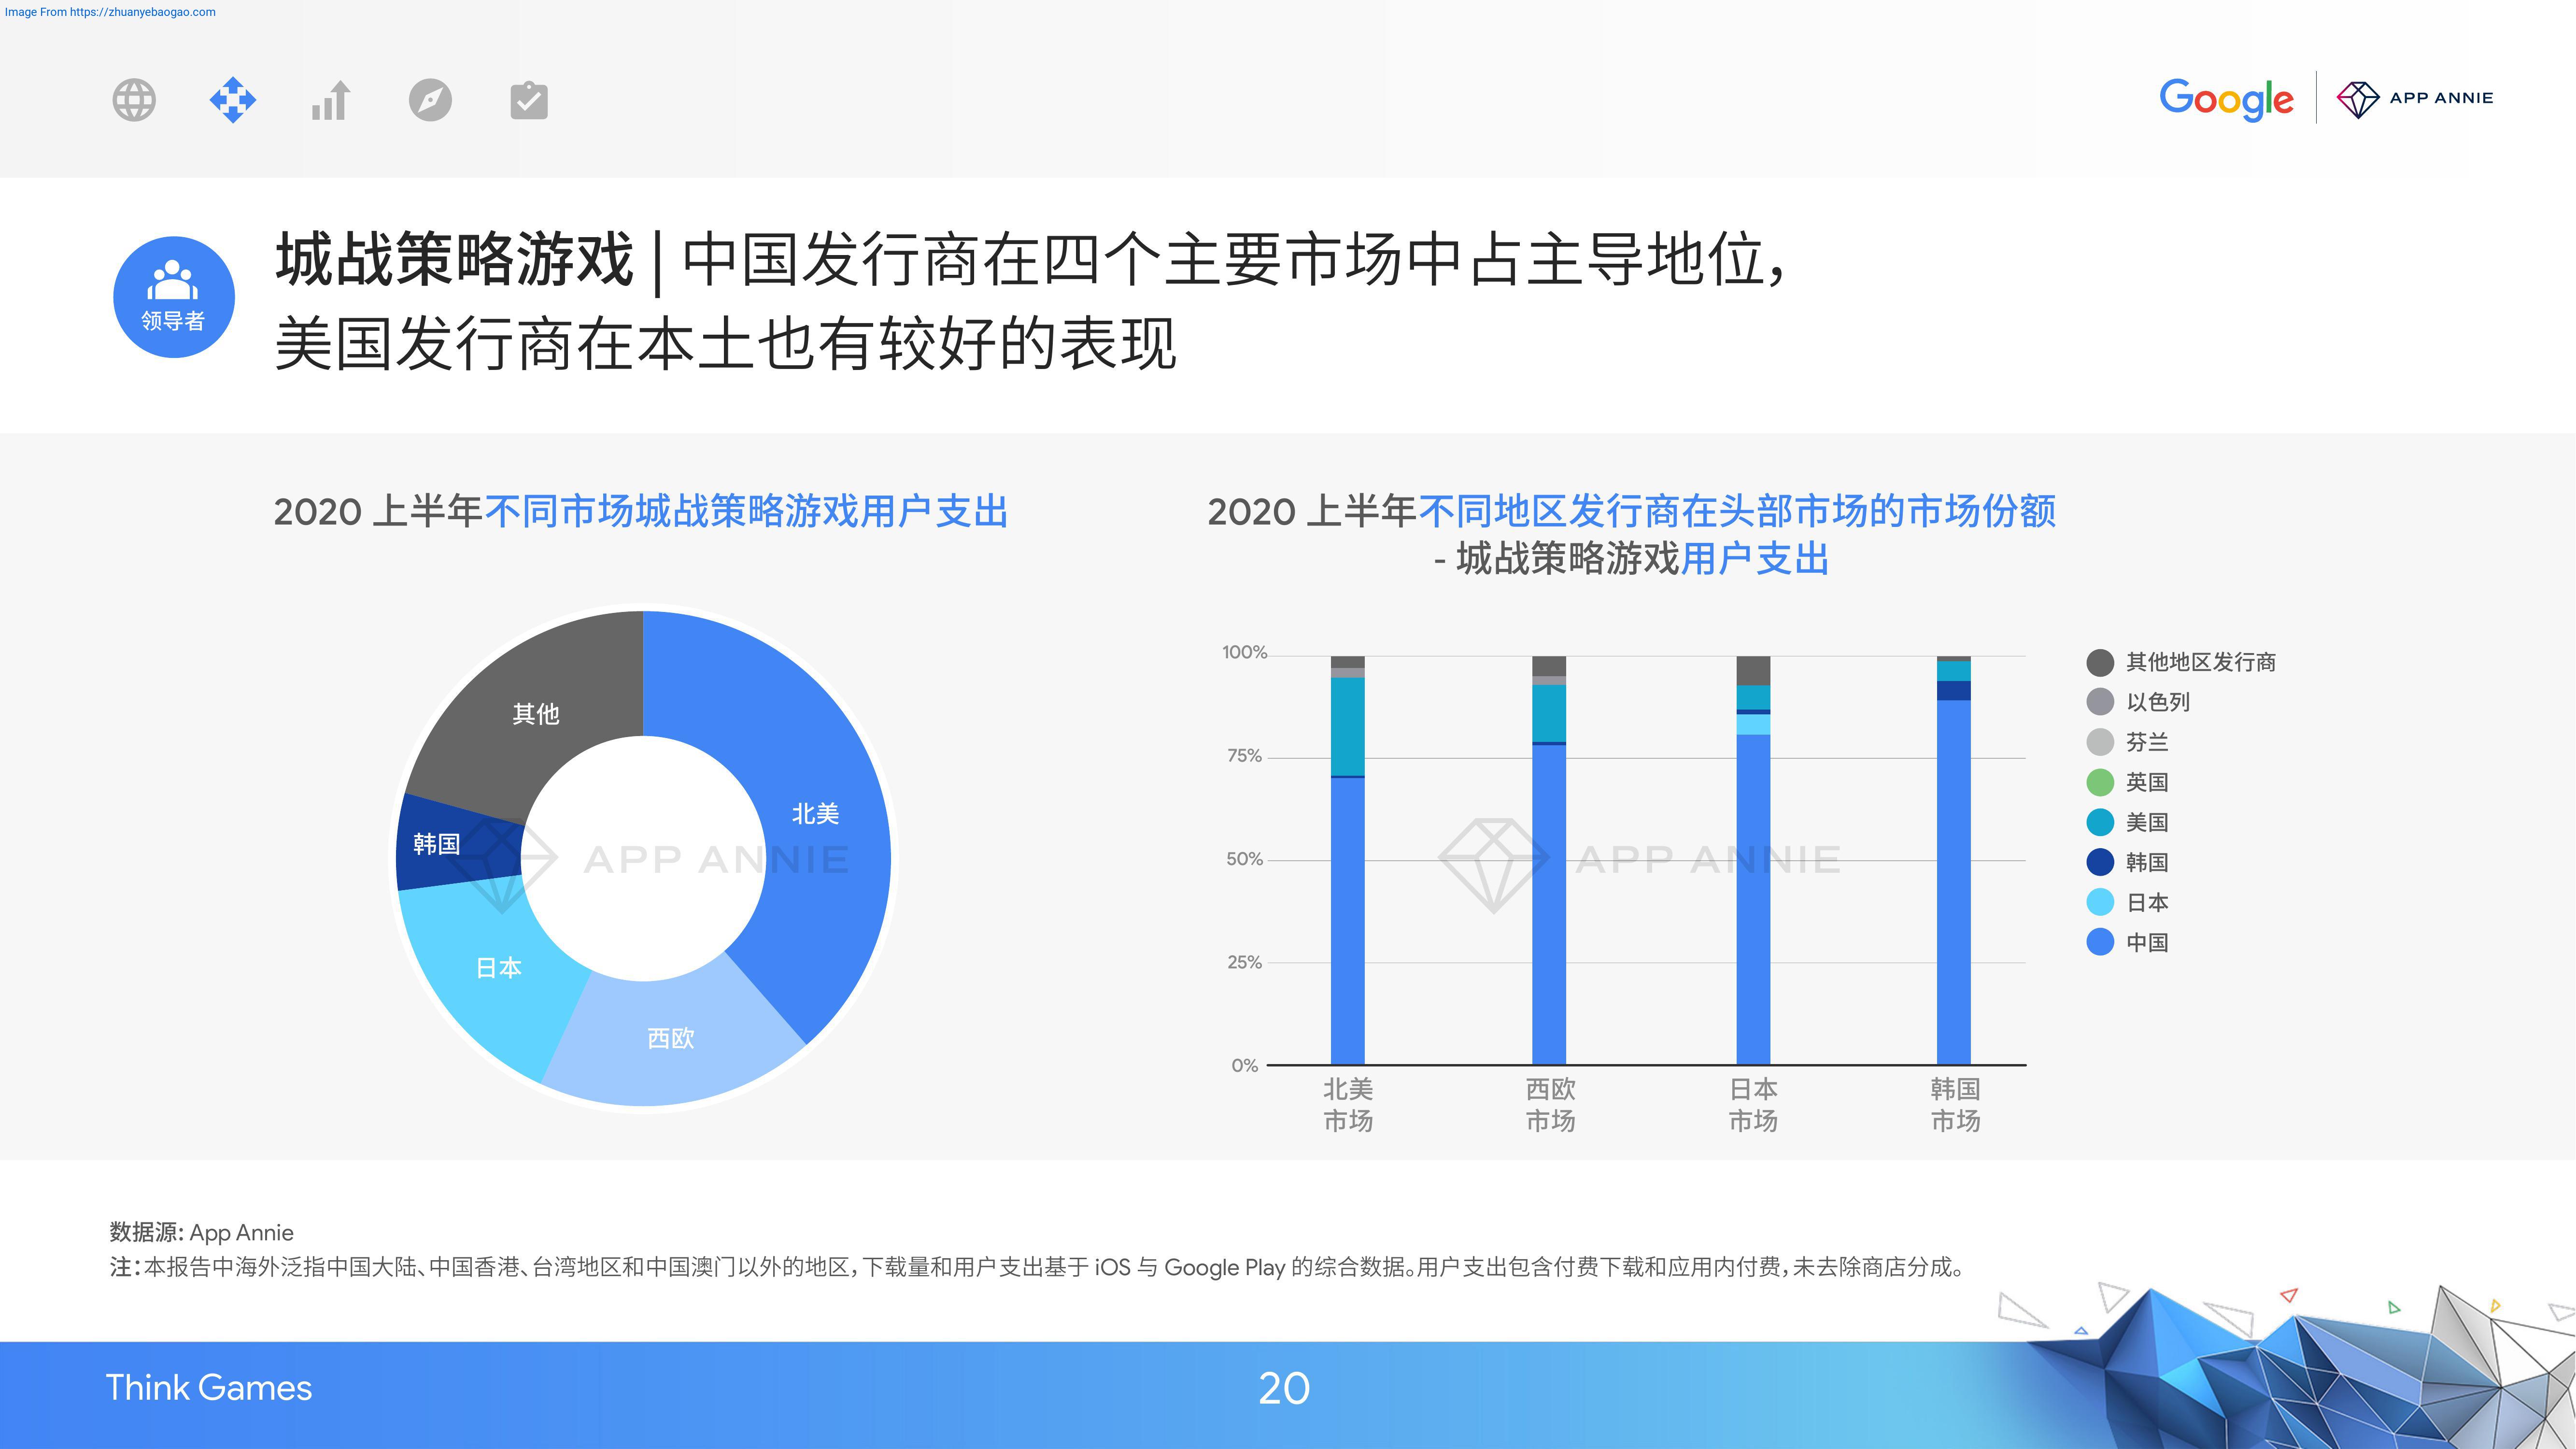 Image From https://zhuanyebaogao.com
Google | APP ANNIE
领导者
城战策略游戏 | 中国发行商在四个主要市场中占主导地位，
美国发行商在本土也有较好的表现
2020 上半年不同市场城战策略游戏用户支出
其他
北美
韩国
日本
西欧
APP ANNIE
2020 上半年不同地区发行商在头部市场的市场份额
- 城战策略游戏用户支出
100%
75%
50%
25%
0%
APP ANNIE
北美
市场
西欧
市场
日本
市场
韩国
市场
其他地区发行商
以色列
芬兰
英国
美国
韩国
日本
中国
数据源: App Annie
注：本报告中海外泛指中国大陆、中国香港、台湾地区和中国澳门以外的地区，下载量和用户支出基于 iOS 与 Google Play 的综合数据。用户支出包含付费下载和应用内付费，未去除商店分成。
Think Games
20